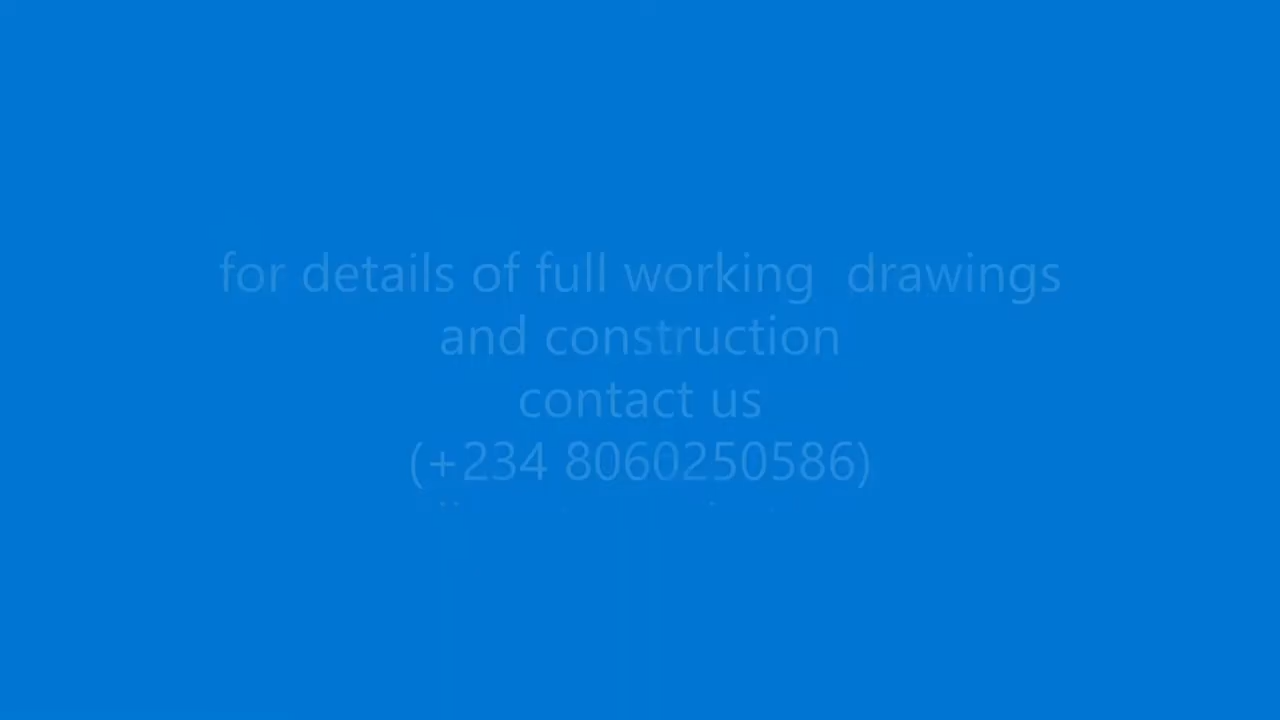 for details of full working  drawings
and construction
contact us
(+234 8060250586)